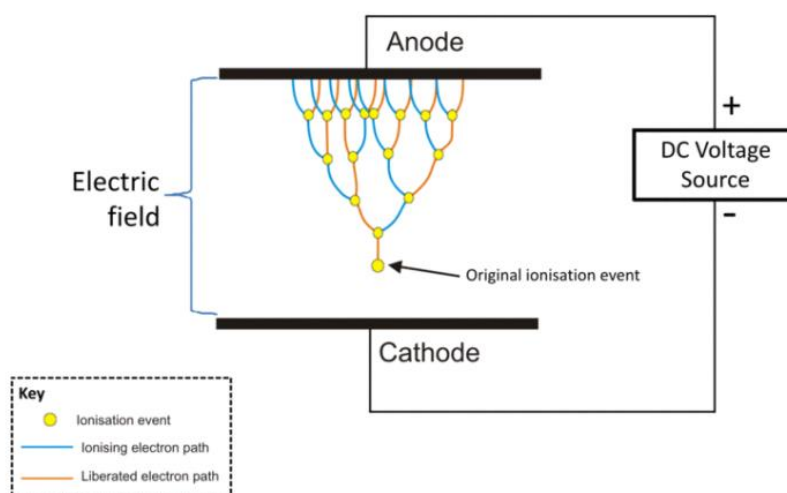 Anode
+
DC Voltage
Source
-
Electric
field
Original ionisation event
Cathode
Key
Ionisation event
Ionising electron path
Liberated electron path